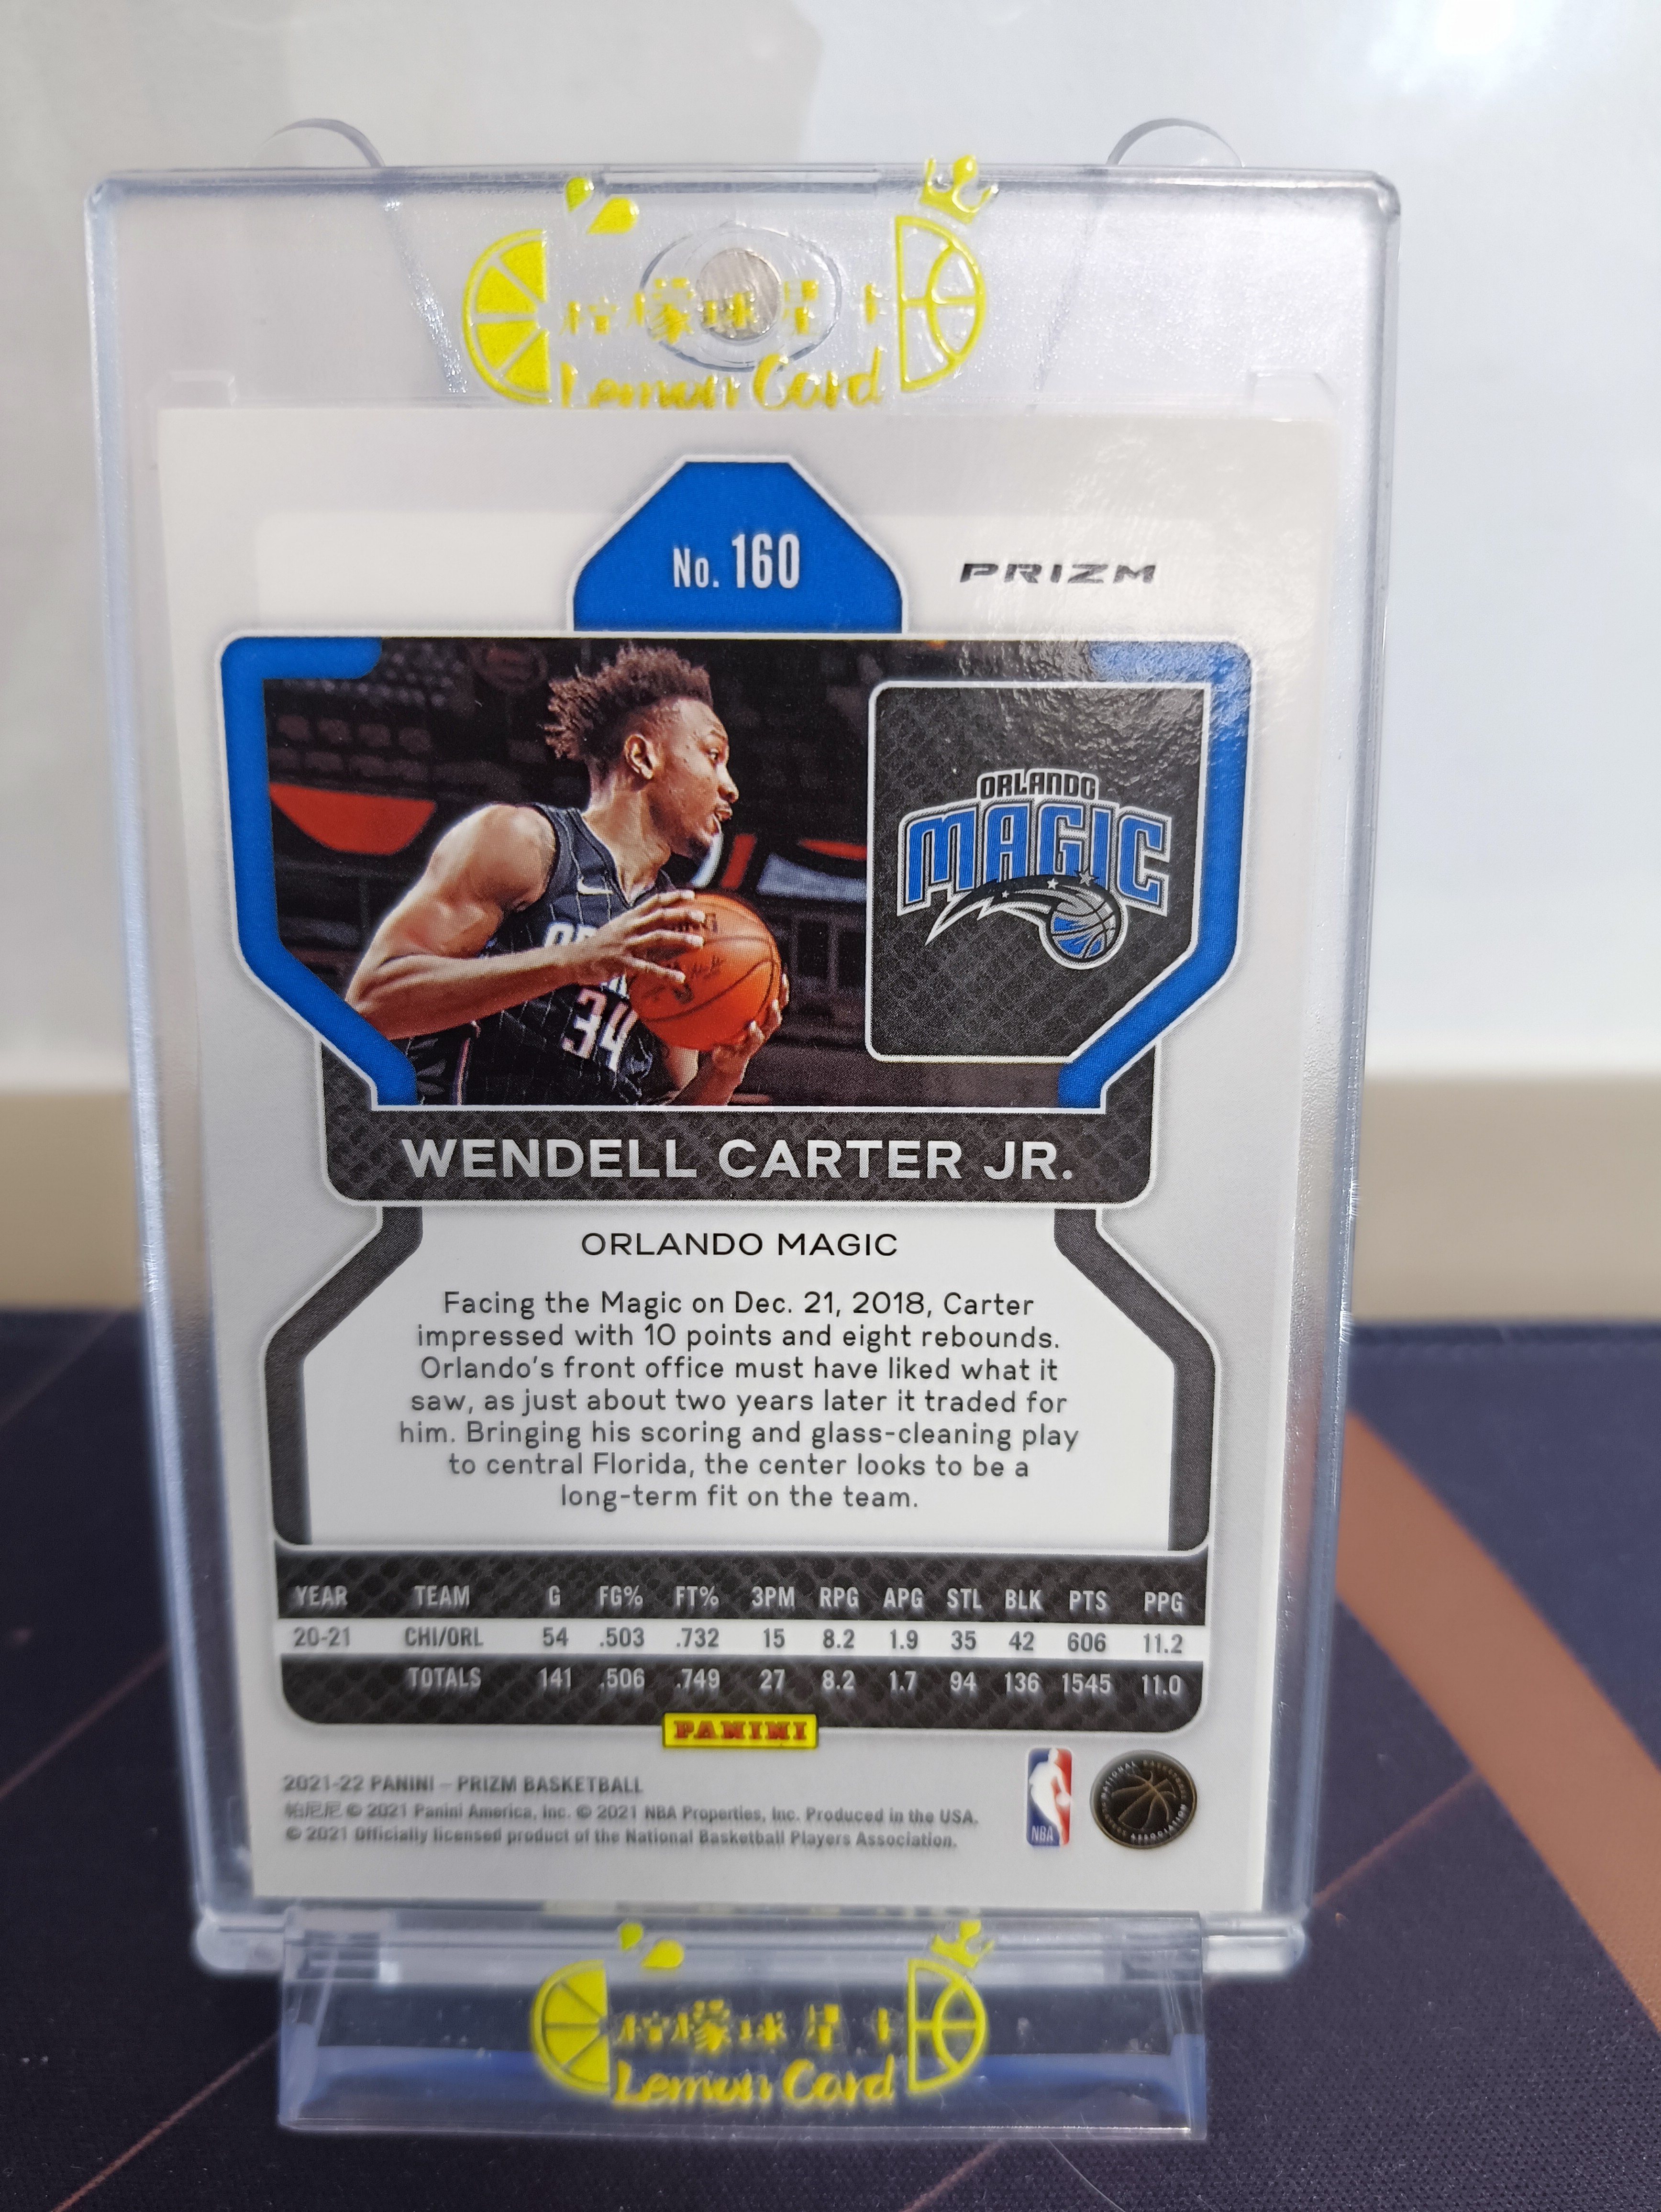 柠檬球星卡
Lemon Card
No. 160
PRIZM
ORLANDO
MAGIC
34
WENDELL CARTER JR.
ORLANDO MAGIC
Facing the Magic on Dec. 21, 2018, Carter
impressed with 10 points and eight rebounds.
Orlando's front office must have liked what it
saw, as just about two years later it traded for
him. Bringing his scoring and glass-cleaning play
to central Florida, the center looks to be a
long-term fit on the team.
YEAR TEAM G FG% FT% 3PM RPG APG STL BLK PTS PPG
20-21 CHI/ORL 54 .503 .732 15 8.2 1.9 35 42 606 11.2
TOTALS 141 .506 .749 27 8.2 1.7 94 136 1545 11.0
PANINI
2021-22 PANINI – PRIZM BASKETBALL
帕尼尼 © 2021 Panini America, Inc. © 2021 NBA Properties, Inc. Produced in the USA.
© 2021 Officially licensed product of the National Basketball Players Association.
NBA
柠檬球星卡
Lemon Card